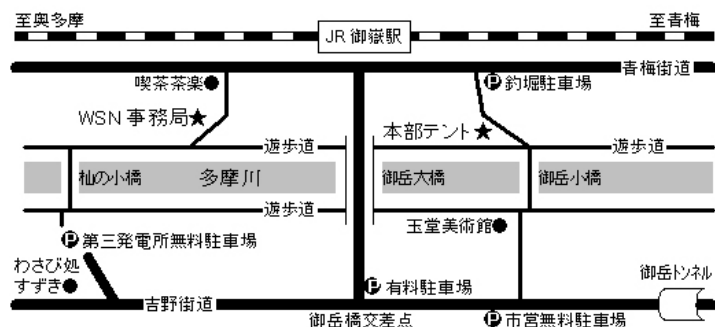 至奥多摩
至青梅
JR 御嶽駅
青梅街道
喫茶茶楽
P 釣堀駐車場
WSN 事務局★
本部テント★
遊歩道
遊歩道
杣の小橋
多摩川
御岳大橋
御岳小橋
遊歩道
玉堂美術館
P 第三発電所無料駐車場
わさび処
すずき
御岳トンネル
P 有料駐車場
吉野街道
御岳橋交差点
P 市営無料駐車場